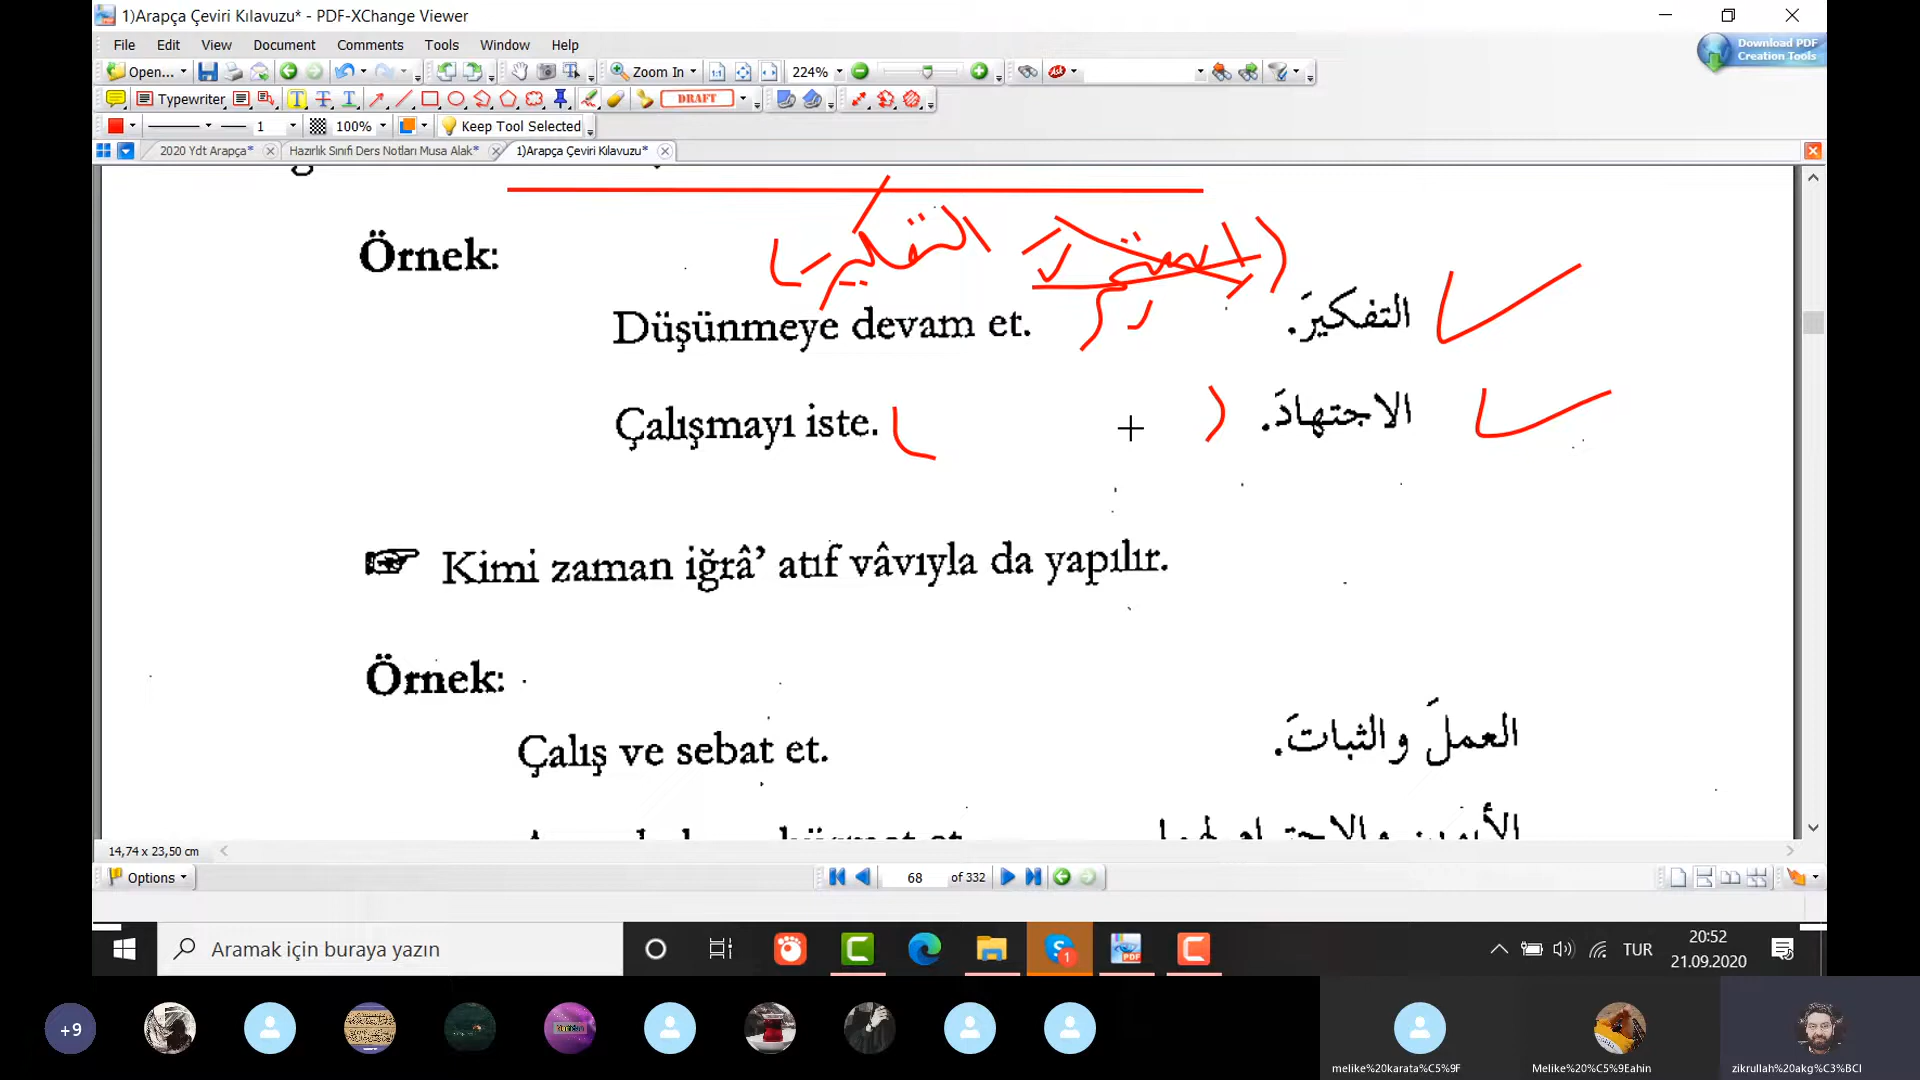 1)Arapça Çeviri Kılavuzu* - PDF-XChange Viewer
File Edit View Document Comments Tools Window Help
Download PDF
Creation Tools
Open... Zoom In 224%
Typewriter DRAFT
1 100% Keep Tool Selected
2020 Ydt Arapça* Hazırlık Sınıfı Ders Notları Musa Alak* 1)Arapça Çeviri Kılavuzu*
Örnek:
التفكير
Düşünmeye devam et. التفكيرَ.
Çalışmayı iste. الاجتهادَ.
☞ Kimi zaman iğrâ’ atıf vâvıyla da yapılır.
Örnek:
Çalış ve sebat et. العملَ والثباتَ.
14,74 x 23,50 cm
Options 68 of 332
Aramak için buraya yazın
1
TUR
20:52
21.09.2020
+9
melike%20karata%C5%9F
Melike%20%C5%9Eahin
zikrullah%20akg%C3%BCl